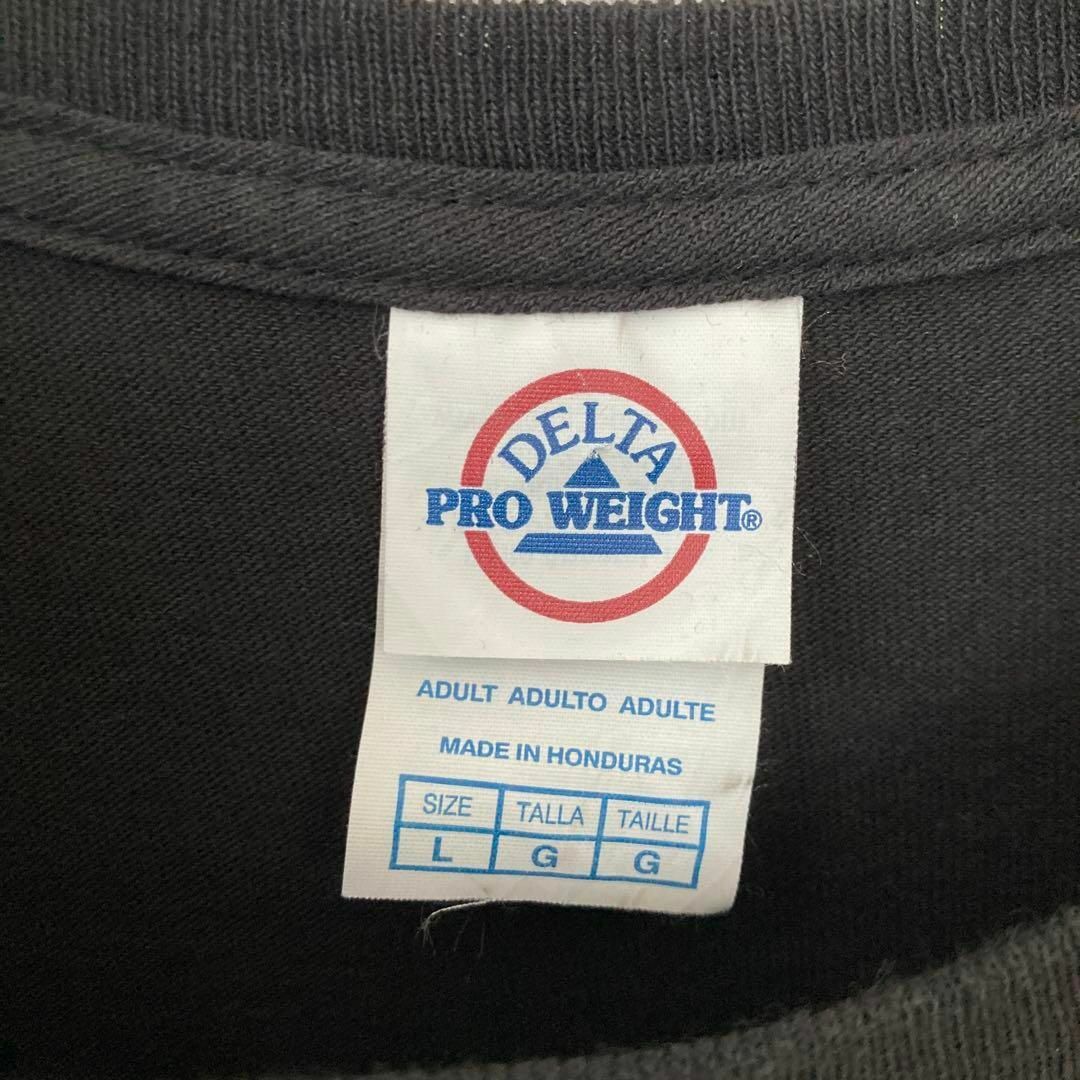 DELTA
PRO WEIGHT®
ADULT ADULTO ADULTE
MADE IN HONDURAS
SIZE TALLA TAILLE
L G G